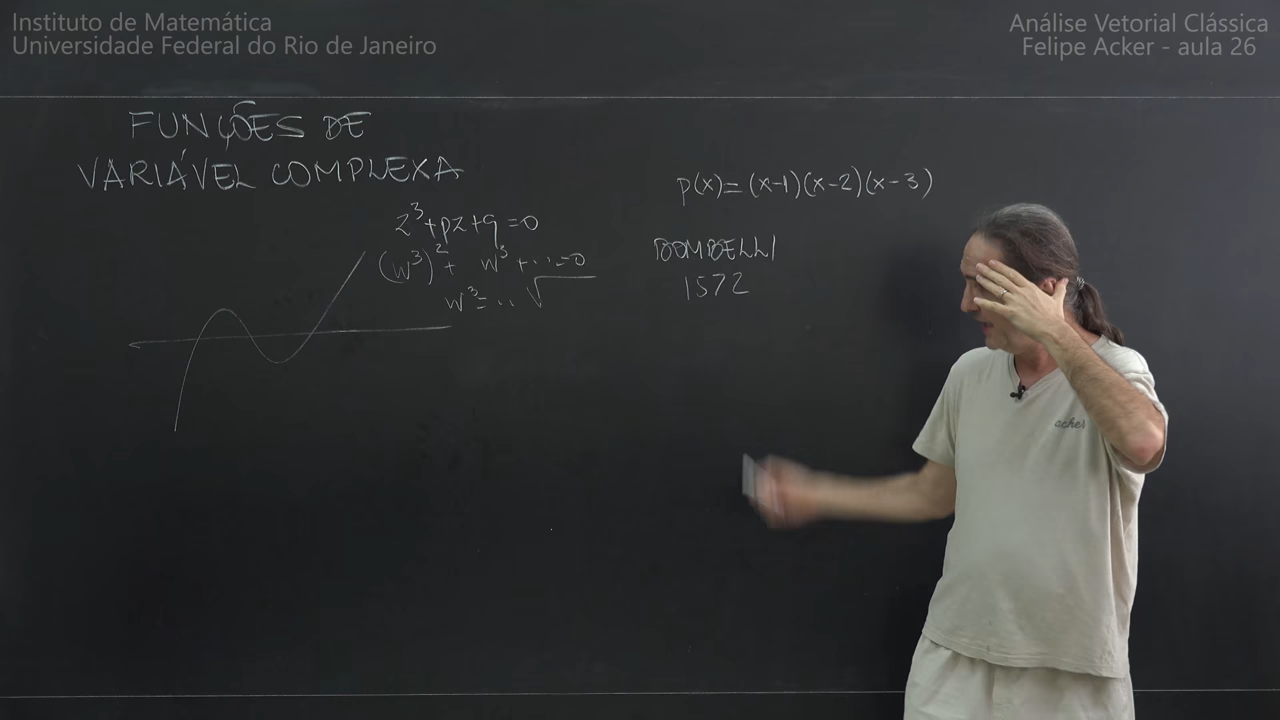 Instituto de Matemática
Universidade Federal do Rio de Janeiro
Análise Vetorial Clássica
Felipe Acker - aula 26
FUNÇÕES DE
VARIÁVEL COMPLEXA
z³+pz+q=0
(w³)²+ w³+...=0
w³=..√
p(x)=(x-1)(x-2)(x-3)
BOMBELLI
1572
acker